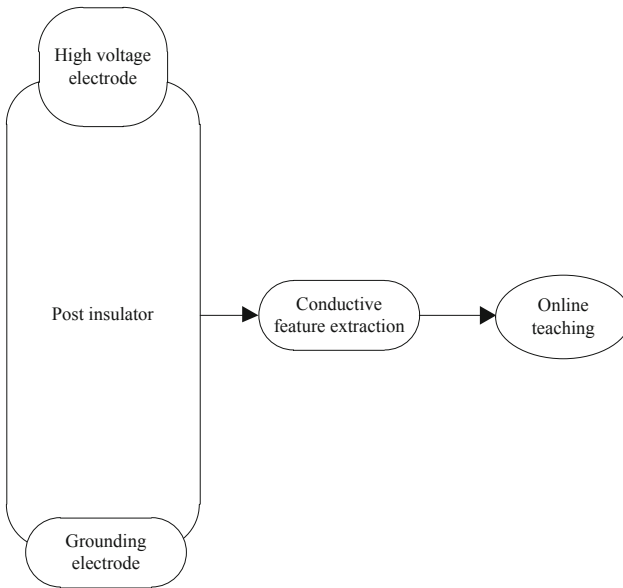 High voltage
electrode
Post insulator
Conductive
feature extraction
Online
teaching
Grounding
electrode